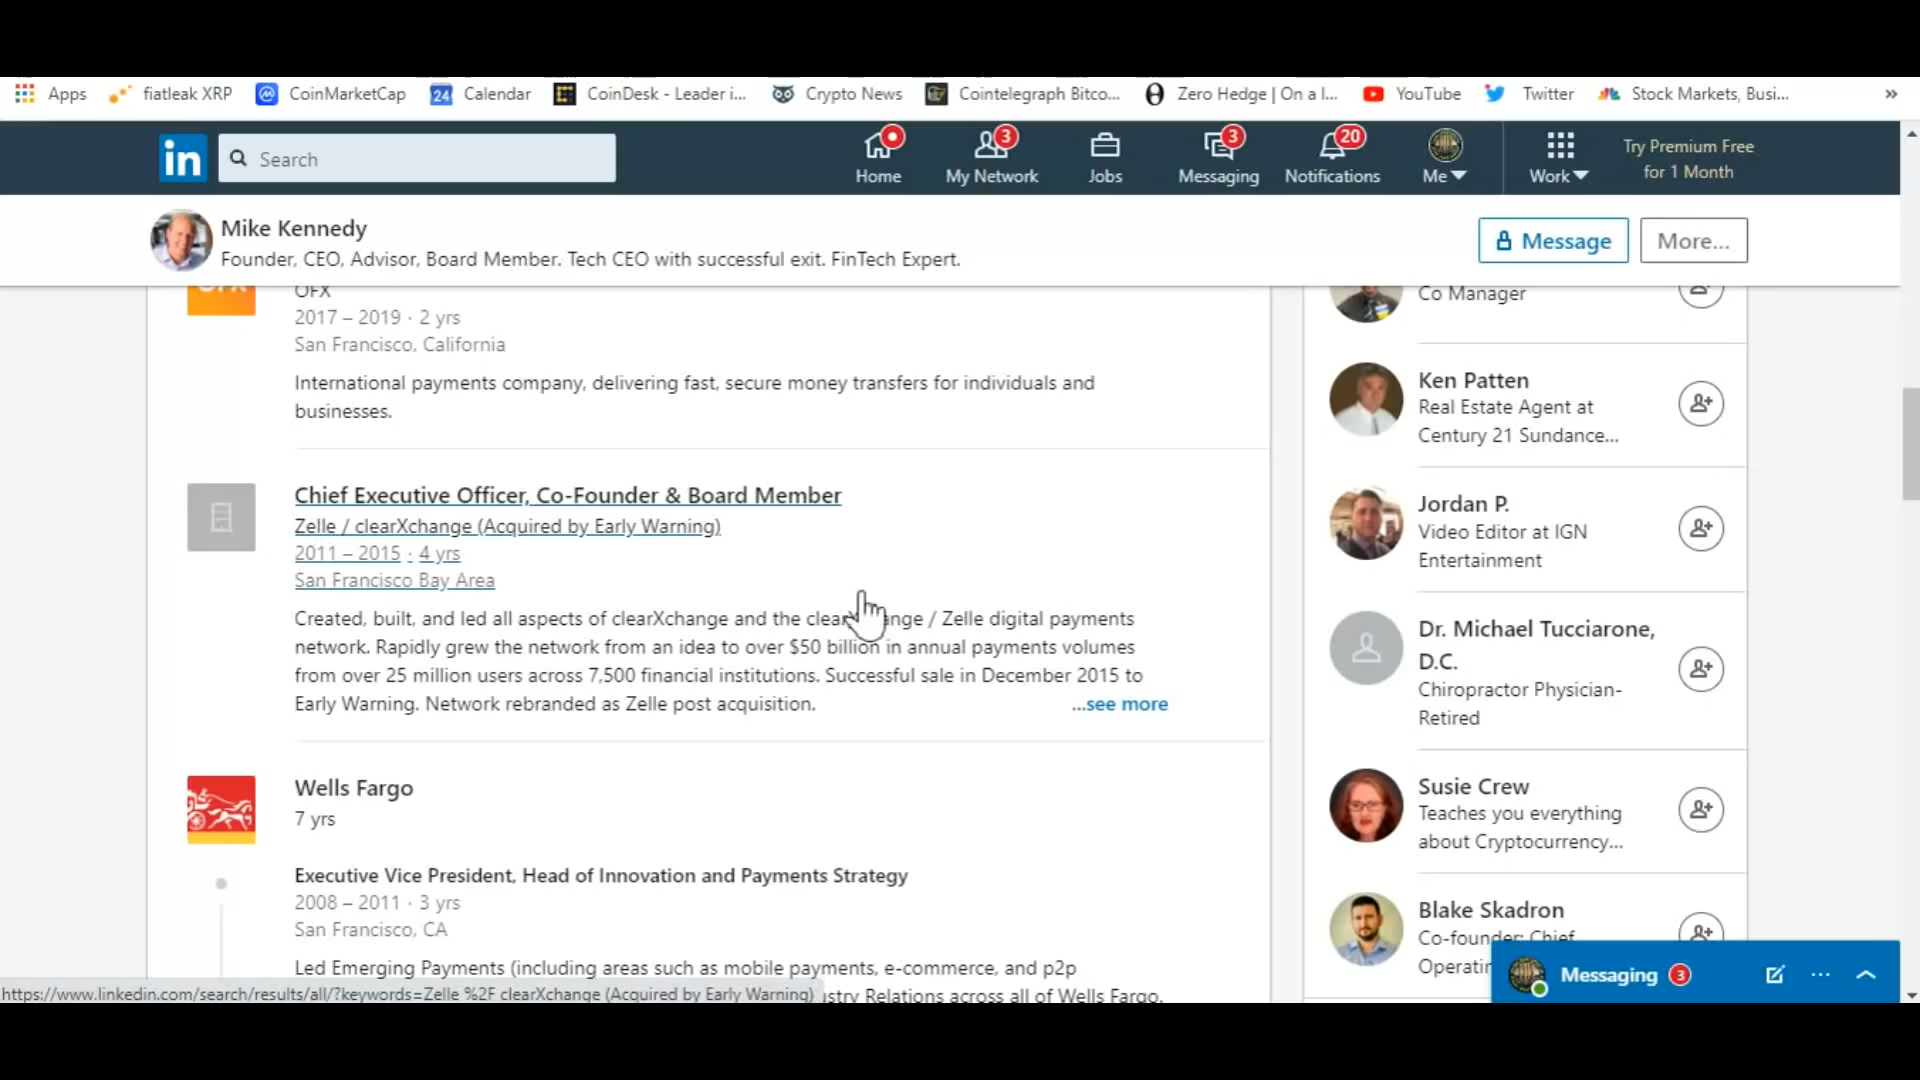 Apps fiatleak XRP CoinMarketCap 24 Calendar CoinDesk - Leader i... Crypto News Cointelegraph Bitco... Zero Hedge | On a l... YouTube Twitter Stock Markets, Busi... »
in Search
3 3 20
Home My Network Jobs Messaging Notifications Me Work Try Premium Free
for 1 Month
Mike Kennedy
Founder, CEO, Advisor, Board Member. Tech CEO with successful exit. FinTech Expert.
Message More...
OFX
2017 – 2019 · 2 yrs
San Francisco, California
International payments company, delivering fast, secure money transfers for individuals and
businesses.
Chief Executive Officer, Co-Founder & Board Member
Zelle / clearXchange (Acquired by Early Warning)
2011 – 2015 · 4 yrs
San Francisco Bay Area
Created, built, and led all aspects of clearXchange and the clearXchange / Zelle digital payments
network. Rapidly grew the network from an idea to over $50 billion in annual payments volumes
from over 25 million users across 7,500 financial institutions. Successful sale in December 2015 to
Early Warning. Network rebranded as Zelle post acquisition. ...see more
Wells Fargo
7 yrs
Executive Vice President, Head of Innovation and Payments Strategy
2008 – 2011 · 3 yrs
San Francisco, CA
Led Emerging Payments (including areas such as mobile payments, e-commerce, and p2p
stry Relations across all of Wells Fargo.
https://www.linkedin.com/search/results/all/?keywords=Zelle %2F clearXchange (Acquired by Early Warning)
Co Manager
Ken Patten
Real Estate Agent at
Century 21 Sundance...
Jordan P.
Video Editor at IGN
Entertainment
Dr. Michael Tucciarone,
D.C.
Chiropractor Physician-
Retired
Susie Crew
Teaches you everything
about Cryptocurrency...
Blake Skadron
Co-founder: Chief
Operatin
Messaging 3 ...